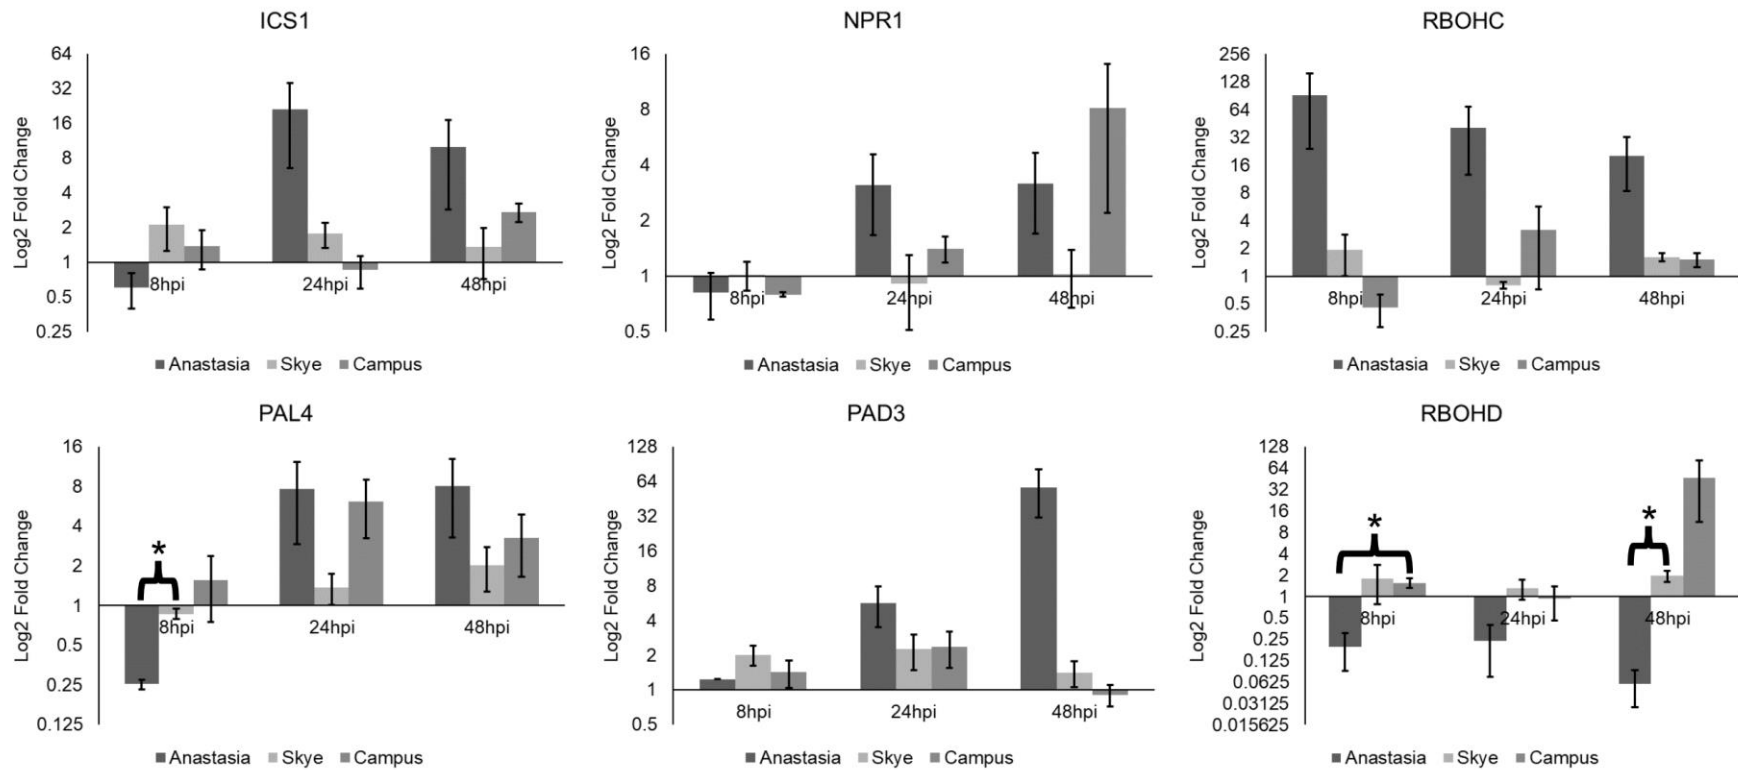 ICS1
Log2 Fold Change
64
32
16
8
4
2
1
0.5
0.25
8hpi
24hpi
48hpi
Anastasia Skye Campus
NPR1
Log2 Fold Change
16
8
4
2
1
0.5
8hpi
24hpi
48hpi
Anastasia Skye Campus
RBOHC
Log2 Fold Change
256
128
64
32
16
8
4
2
1
0.5
0.25
8hpi
24hpi
48hpi
Anastasia Skye Campus
PAL4
Log2 Fold Change
16
8
4
2
1
0.5
0.25
0.125
*
8hpi
24hpi
48hpi
Anastasia Skye Campus
PAD3
Log2 Fold Change
128
64
32
16
8
4
2
1
0.5
8hpi
24hpi
48hpi
Anastasia Skye Campus
RBOHD
Log2 Fold Change
128
64
32
16
8
4
2
1
0.5
0.25
0.125
0.0625
0.03125
0.015625
*
*
8hpi
24hpi
48hpi
Anastasia Skye Campus